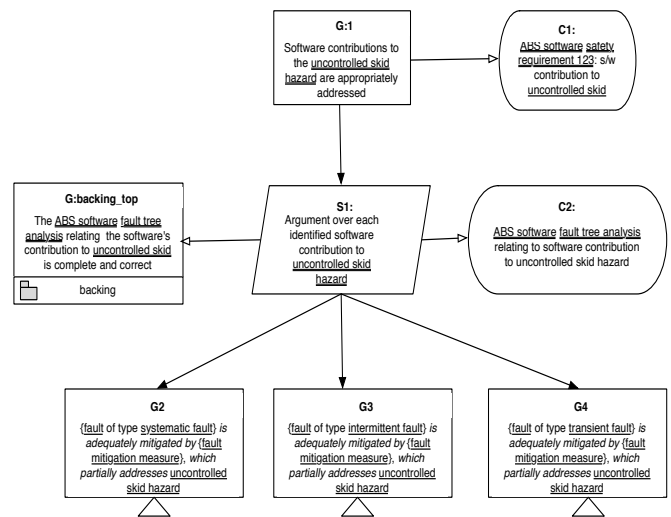 G:1
Software contributions to
the uncontrolled skid
hazard are appropriately
addressed
C1:
ABS software safety
requirement 123: s/w
contribution to
uncontrolled skid
G:backing_top
The ABS software fault tree
analysis relating the software's
contribution to uncontrolled skid
is complete and correct
backing
S1:
Argument over each
identified software
contribution to
uncontrolled skid
hazard
C2:
ABS software fault tree analysis
relating to software contribution
to uncontrolled skid hazard
G2
{fault of type systematic fault} is
adequately mitigated by {fault
mitigation measure}, which
partially addresses uncontrolled
skid hazard
G3
{fault of type intermittent fault} is
adequately mitigated by {fault
mitigation measure}, which
partially addresses uncontrolled
skid hazard
G4
{fault of type transient fault} is
adequately mitigated by {fault
mitigation measure}, which
partially addresses uncontrolled
skid hazard